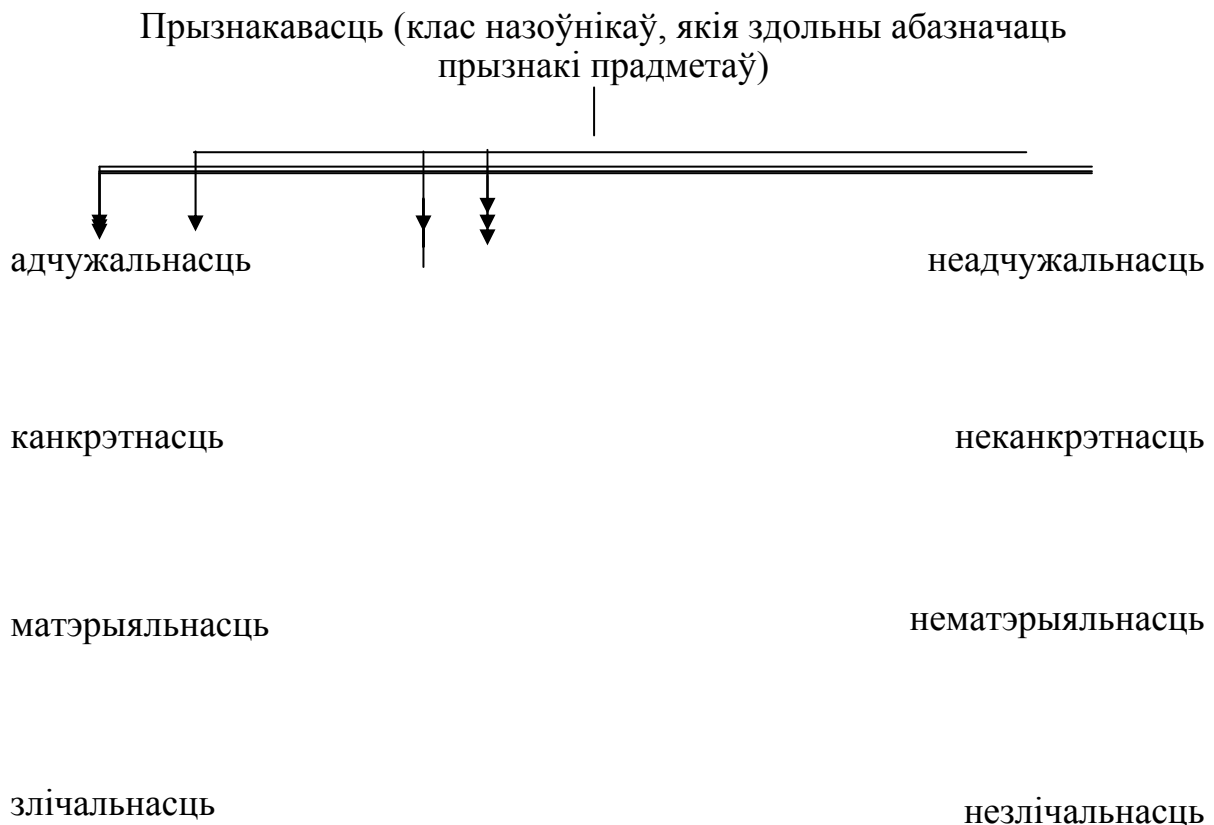 Прызнакавасць (клас назоўнікаў, якія здольны абазначаць
прызнакі прадметаў)
адчужальнасць неадчужальнасць
канкрэтнасць неканкрэтнасць
матэрыяльнасць нематэрыяльнасць
злічальнасць незлічальнасць